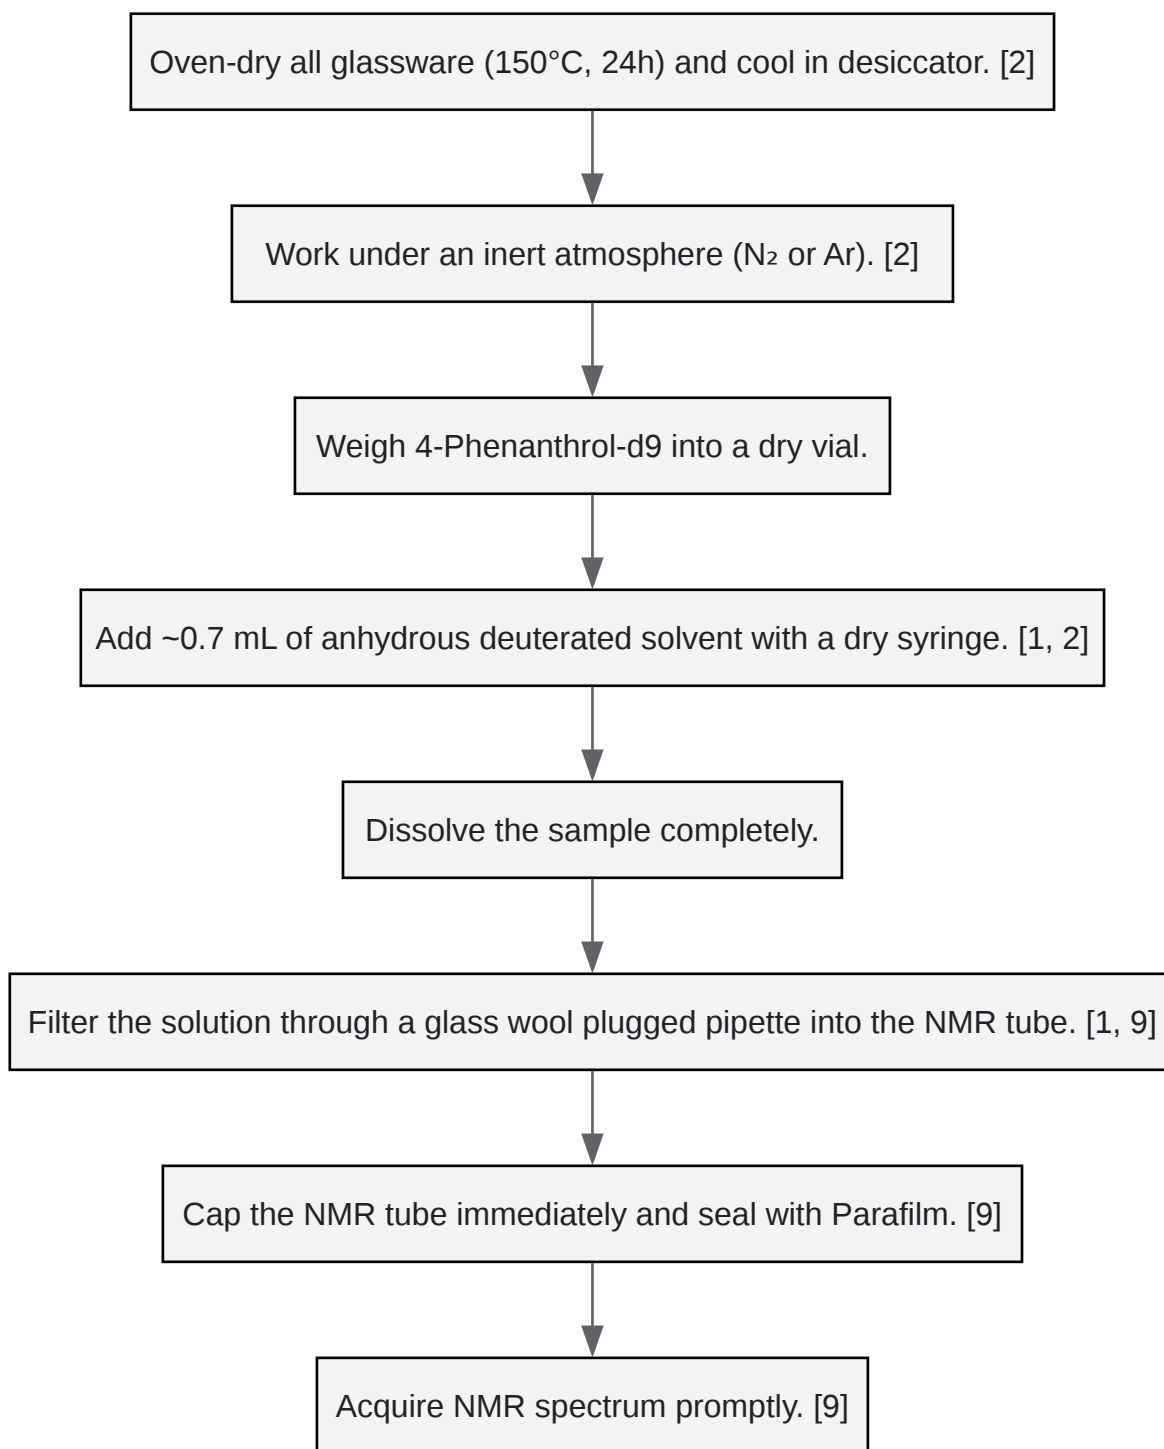 Oven-dry all glassware (150°C, 24h) and cool in desiccator. [2]
Work under an inert atmosphere (N₂ or Ar). [2]
Weigh 4-Phenanthrol-d9 into a dry vial.
Add ~0.7 mL of anhydrous deuterated solvent with a dry syringe. [1, 2]
Dissolve the sample completely.
Filter the solution through a glass wool plugged pipette into the NMR tube. [1, 9]
Cap the NMR tube immediately and seal with Parafilm. [9]
Acquire NMR spectrum promptly. [9]